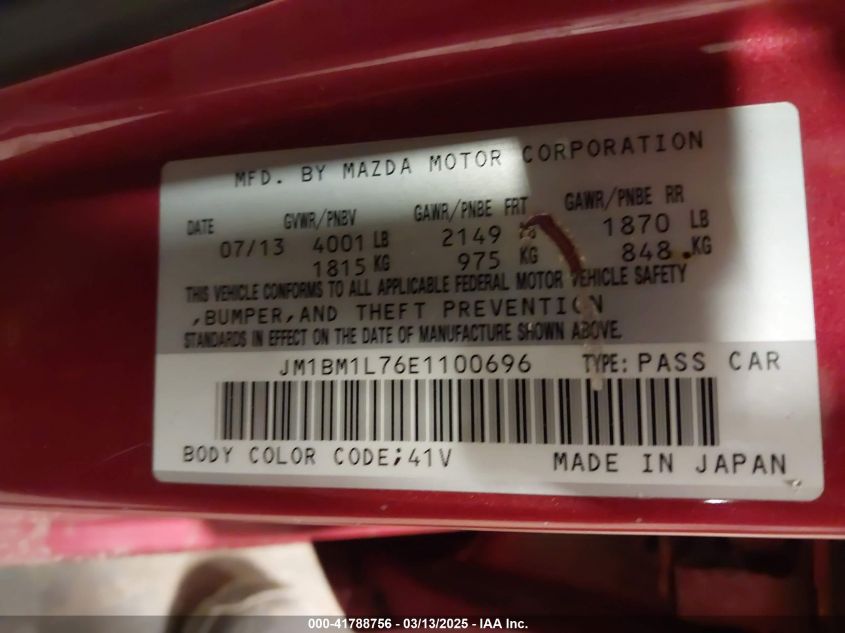 MFD. BY MAZDA MOTOR CORPORATION
DATE GVWR/PNBV GAWR/PNBE FRT GAWR/PNBE RR
07/13 4001 LB 2149 1870 LB
1815 KG 975 KG 848 KG
THIS VEHICLE CONFORMS TO ALL APPLICABLE FEDERAL MOTOR VEHICLE SAFETY
,BUMPER,AND THEFT PREVENTION
STANDARDS IN EFFECT ON THE DATE OF MANUFACTURE SHOWN ABOVE.
JM1BM1L76E1100696 TYPE: PASS CAR
BODY COLOR CODE;41V MADE IN JAPAN
000-41788756 — 03/13/2025 — IAA Inc.